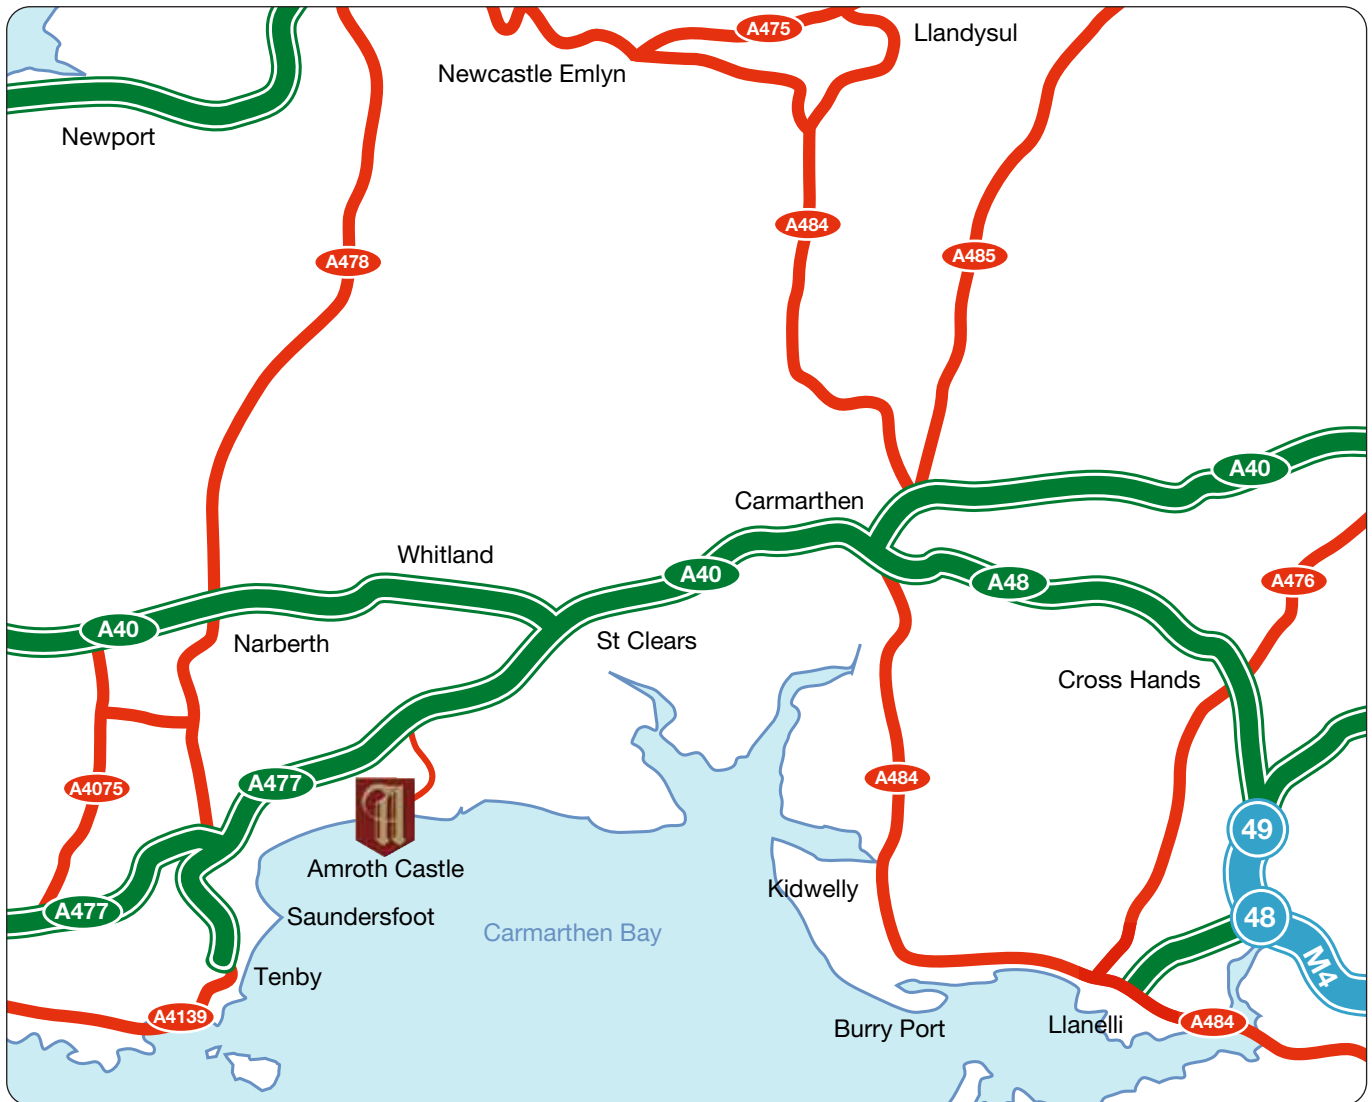 A475
Llandysul
Newcastle Emlyn
Newport
A484
A485
A478
A40
Carmarthen
Whitland
A40
A48
A476
A40
Narberth
St Clears
Cross Hands
A4075
A477
A484
49
Amroth Castle
Kidwelly
A477
Saundersfoot
48
Carmarthen Bay
M4
Tenby
A4139
Burry Port
Llanelli
A484